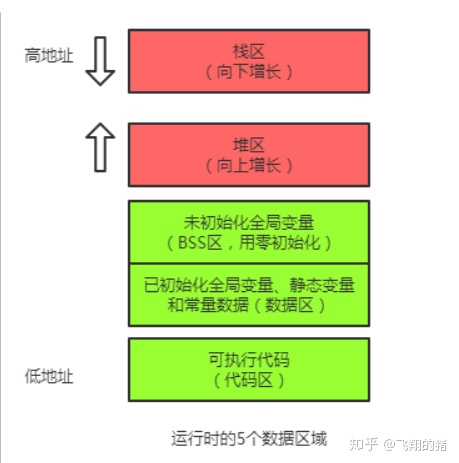 高地址
栈区
（向下增长）
堆区
（向上增长）
未初始化全局变量
（BSS区，用零初始化）
已初始化全局变量、静态变量
和常量数据（数据区）
低地址
可执行代码
（代码区）
运行时的5个数据区域
知乎 @飞翔的猪